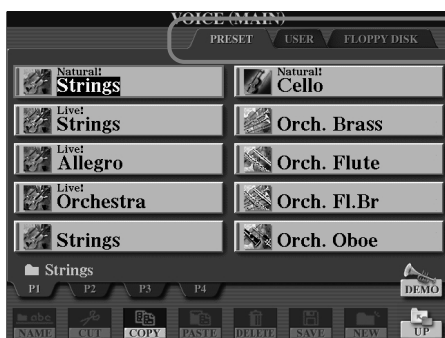 VOICE (MAIN)
PRESET USER FLOPPY DISK
Natural!
Strings
Natural!
Cello
Live!
Strings
Orch. Brass
Live!
Allegro
Orch. Flute
Live!
Orchestra
Orch. Fl.Br
Strings
Orch. Oboe
Strings
P1 P2 P3 P4
DEMO
abc
NAME CUT COPY PASTE DELETE SAVE NEW UP